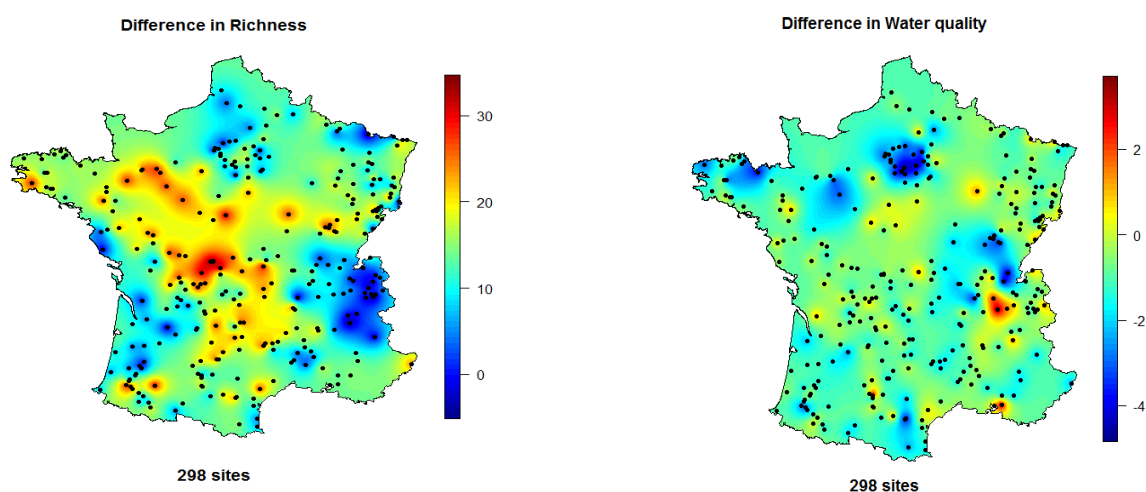 Difference in Richness
30
20
10
0
298 sites
Difference in Water quality
2
0
-2
-4
298 sites